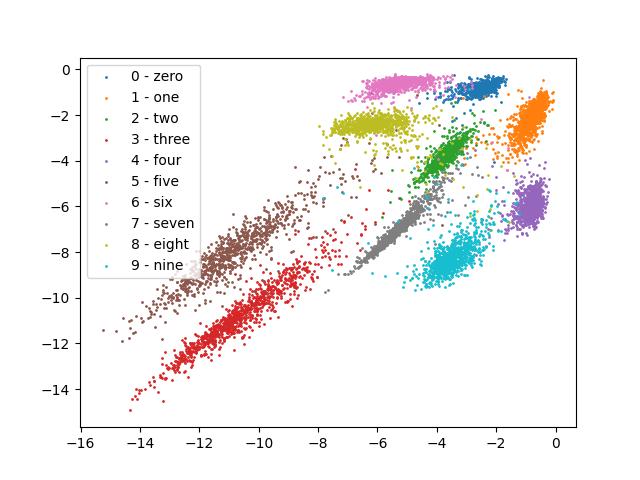 0 - zero
1 - one
2 - two
3 - three
4 - four
5 - five
6 - six
7 - seven
8 - eight
9 - nine
0
−2
−4
−6
−8
−10
−12
−14
−16 −14 −12 −10 −8 −6 −4 −2 0